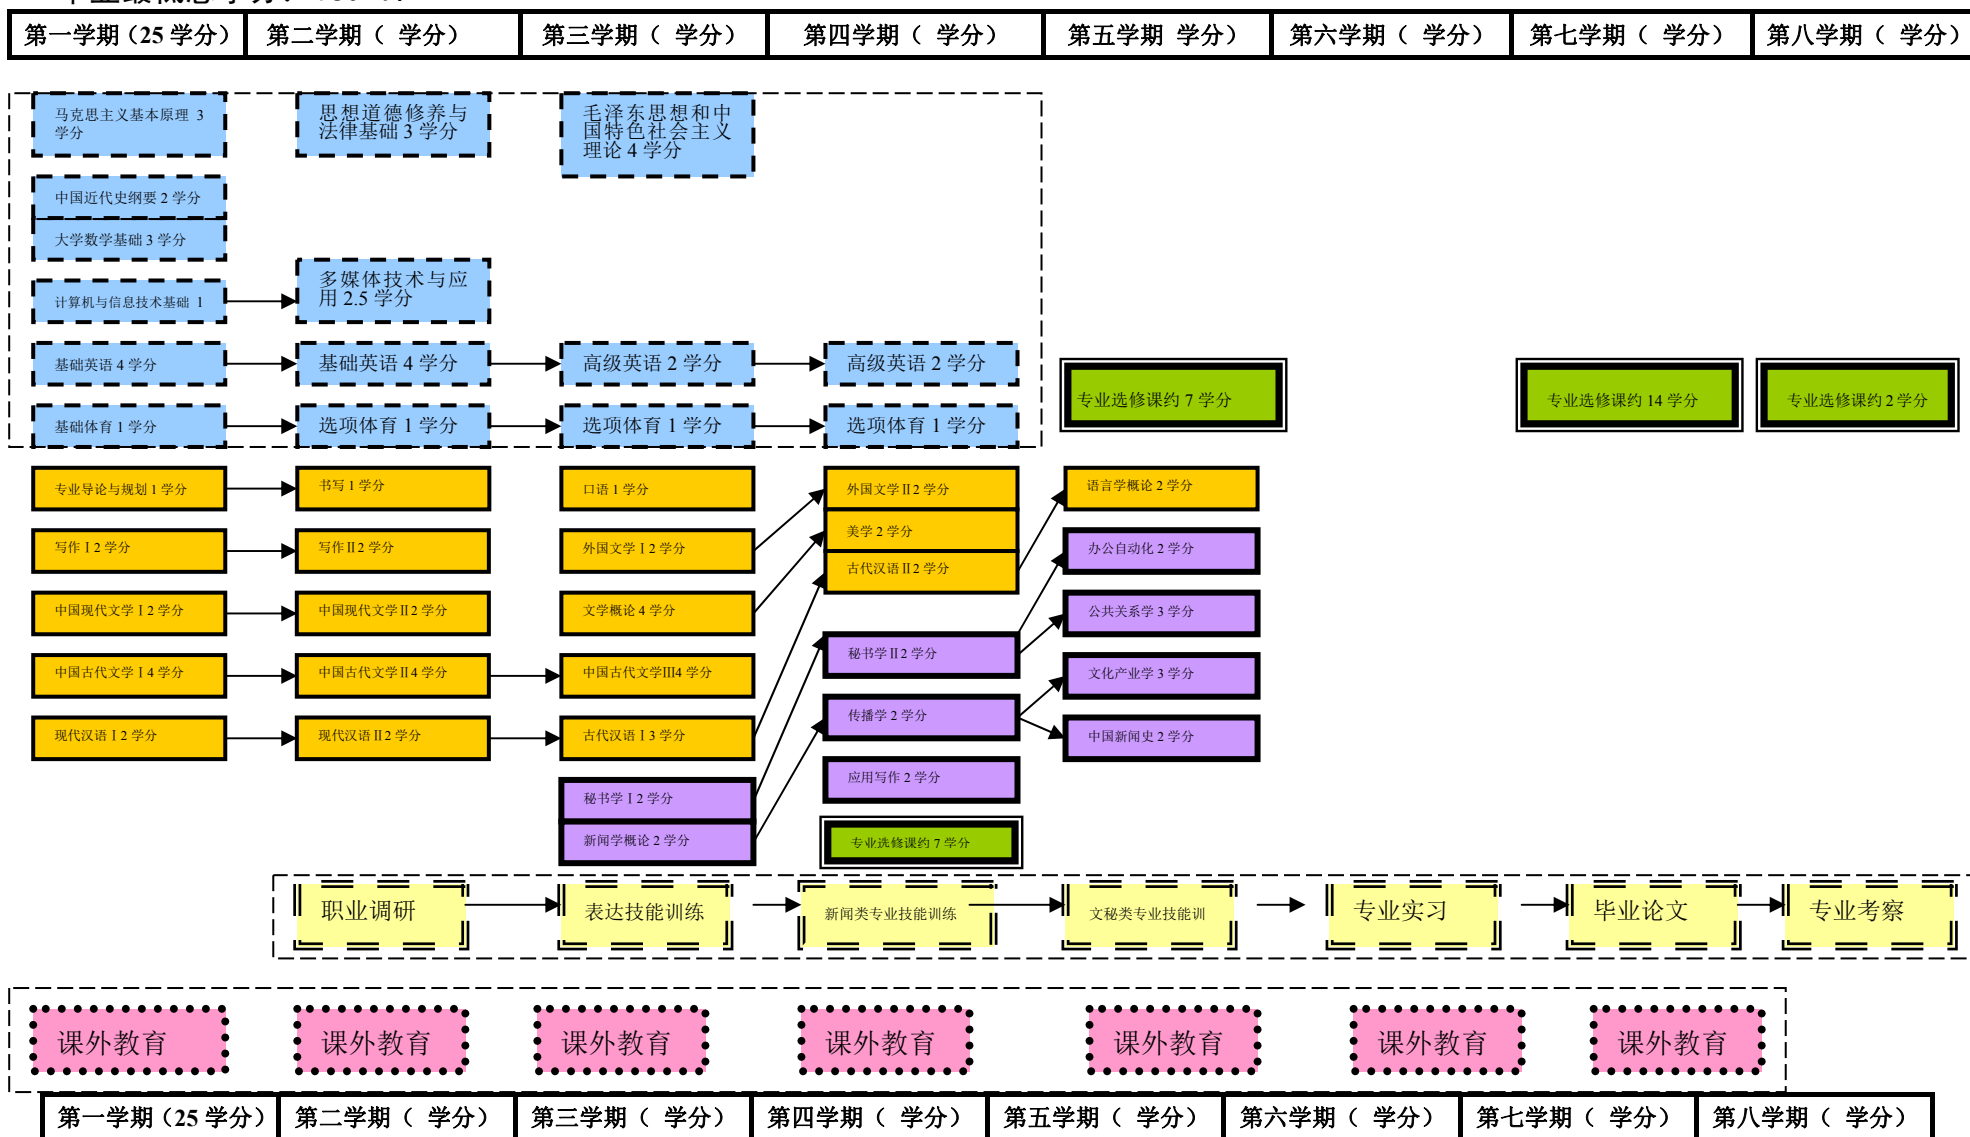 第一学期（25 学分）
第二学期（ 学分）
第三学期（ 学分）
第四学期（ 学分）
第五学期 学分）
第六学期（ 学分）
第七学期（ 学分）
第八学期（ 学分）
马克思主义基本原理 3
学分
思想道德修养与
法律基础 3 学分
毛泽东思想和中
国特色社会主义
理论 4 学分
中国近代史纲要 2 学分
大学数学基础 3 学分
计算机与信息技术基础 1
多媒体技术与应
用 2.5 学分
基础英语 4 学分
基础英语 4 学分
高级英语 2 学分
高级英语 2 学分
专业选修课约 7 学分
专业选修课约 14 学分
专业选修课约 2 学分
基础体育 1 学分
选项体育 1 学分
选项体育 1 学分
选项体育 1 学分
专业导论与规划 1 学分
书写 1 学分
口语 1 学分
外国文学Ⅱ2 学分
语言学概论 2 学分
美学 2 学分
写作Ⅰ2 学分
写作Ⅱ2 学分
外国文学Ⅰ2 学分
古代汉语Ⅱ2 学分
办公自动化 2 学分
中国现代文学Ⅰ2 学分
中国现代文学Ⅱ2 学分
文学概论 4 学分
公共关系学 3 学分
秘书学Ⅱ2 学分
中国古代文学Ⅰ4 学分
中国古代文学Ⅱ4 学分
中国古代文学Ⅲ4 学分
文化产业学 3 学分
传播学 2 学分
现代汉语Ⅰ2 学分
现代汉语Ⅱ2 学分
古代汉语Ⅰ3 学分
中国新闻史 2 学分
应用写作 2 学分
秘书学Ⅰ2 学分
新闻学概论 2 学分
专业选修课约 7 学分
职业调研
表达技能训练
新闻类专业技能训练
文秘类专业技能训
专业实习
毕业论文
专业考察
课外教育
课外教育
课外教育
课外教育
课外教育
课外教育
课外教育
第一学期（25 学分）
第二学期（ 学分）
第三学期（ 学分）
第四学期（ 学分）
第五学期（ 学分）
第六学期（ 学分）
第七学期（ 学分）
第八学期（ 学分）